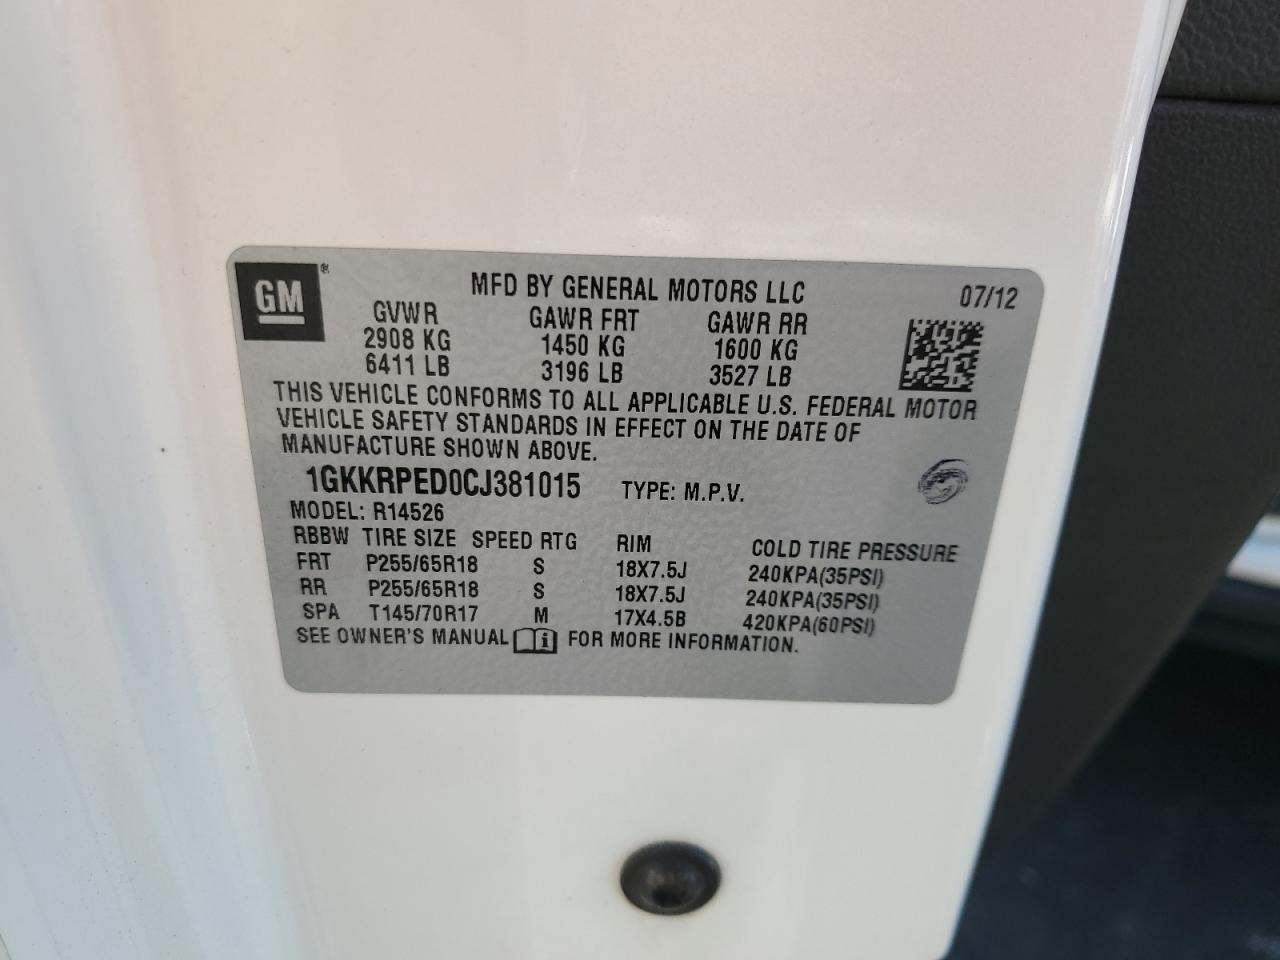 GM ®
MFD BY GENERAL MOTORS LLC 07/12
GVWR GAWR FRT GAWR RR
2908 KG 1450 KG 1600 KG
6411 LB 3196 LB 3527 LB
THIS VEHICLE CONFORMS TO ALL APPLICABLE U.S. FEDERAL MOTOR
VEHICLE SAFETY STANDARDS IN EFFECT ON THE DATE OF
MANUFACTURE SHOWN ABOVE.
1GKKRPED0CJ381015 TYPE: M.P.V.
MODEL: R14526
RBBW TIRE SIZE SPEED RTG RIM COLD TIRE PRESSURE
FRT P255/65R18 S 18X7.5J 240KPA(35PSI)
RR P255/65R18 S 18X7.5J 240KPA(35PSI)
SPA T145/70R17 M 17X4.5B 420KPA(60PSI)
SEE OWNER'S MANUAL i FOR MORE INFORMATION.